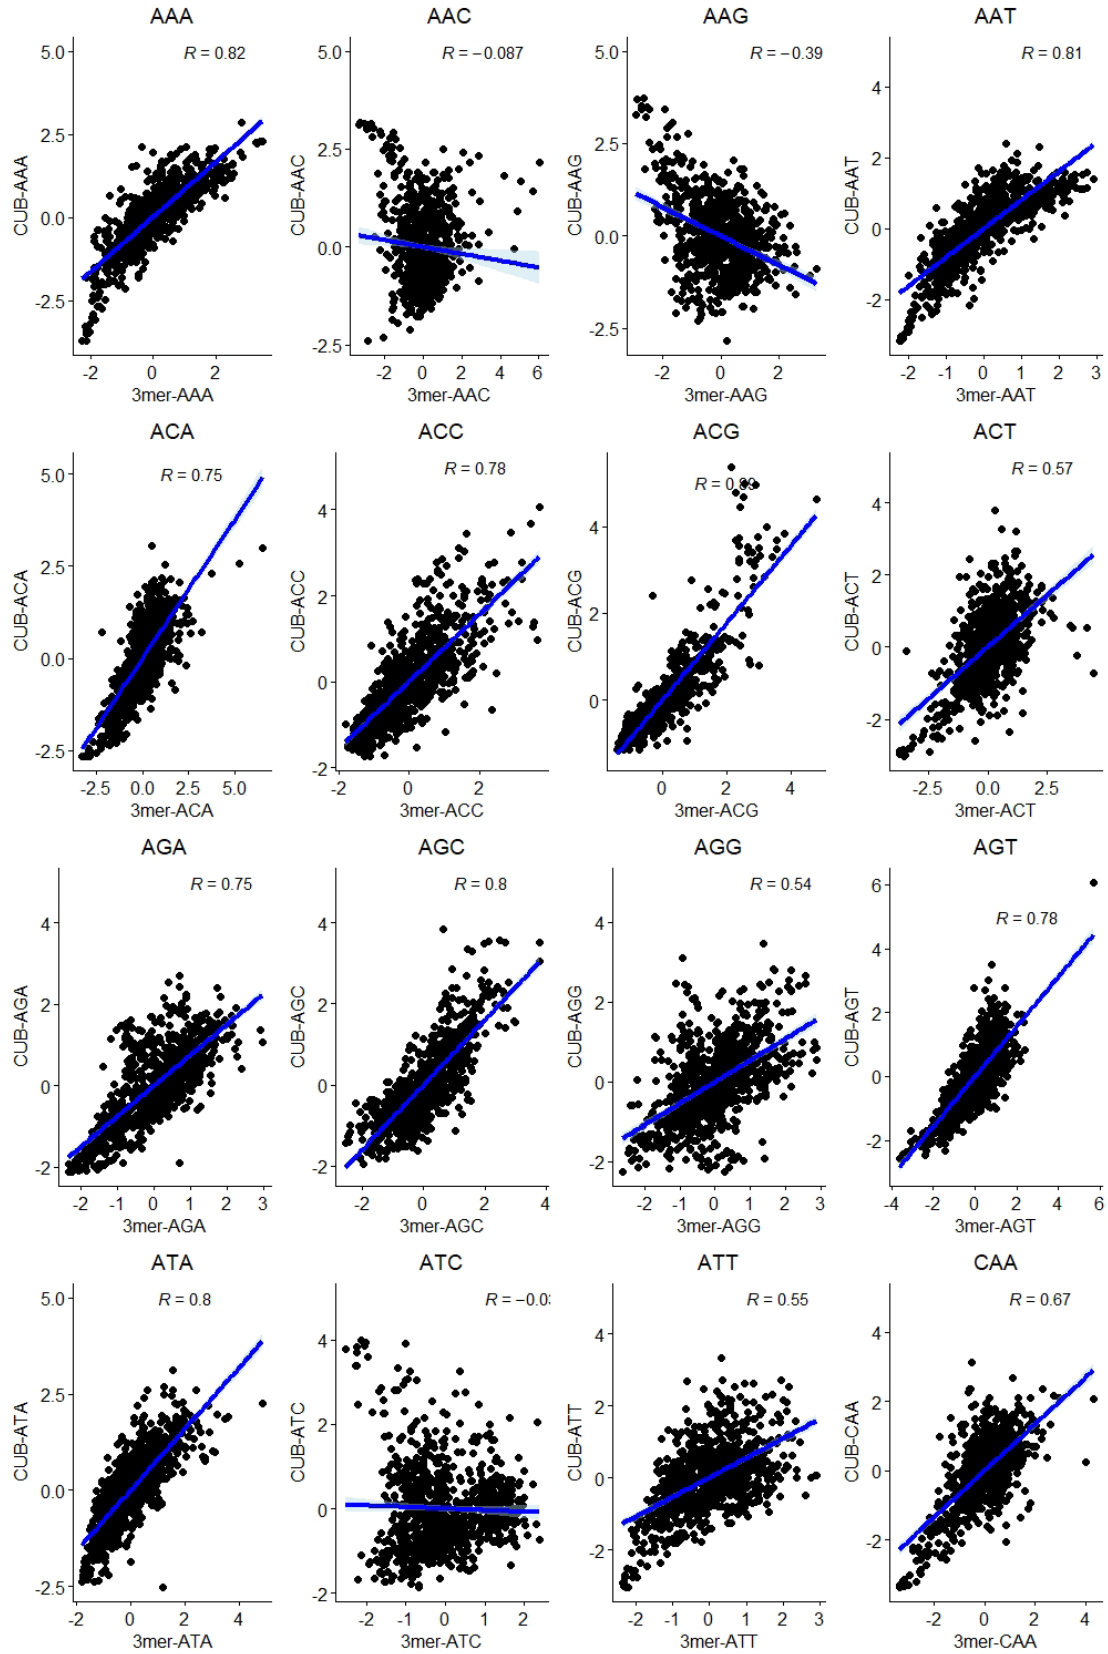 AAA AAC AAG AAT
R = 0.82 R = −0.087 R = −0.39 R = 0.81
CUB-AAA 5.0 2.5 0.0 -2.5
CUB-AAC 5.0 2.5 0.0 -2.5
CUB-AAG 5.0 2.5 0.0 -2.5
CUB-AAT 4 2 0 -2
-2 0 2
-2 0 2 4 6
-2 0 2
-2 -1 0 1 2 3
3mer-AAA 3mer-AAC 3mer-AAG 3mer-AAT
ACA ACC ACG ACT
R = 0.75 R = 0.78 R = 0.89 R = 0.57
CUB-ACA 5.0 2.5 0.0 -2.5
CUB-ACC 4 2 0 -2
CUB-ACG 4 2 0
CUB-ACT 4 2 0 -2
-2.5 0.0 2.5 5.0
-2 0 2
0 2 4
-2.5 0.0 2.5
3mer-ACA 3mer-ACC 3mer-ACG 3mer-ACT
AGA AGC AGG AGT
R = 0.75 R = 0.8 R = 0.54 R = 0.78
CUB-AGA 4 2 0 -2
CUB-AGC 4 2 0 -2
CUB-AGG 4 2 0 -2
CUB-AGT 6 4 2 0 -2
-2 -1 0 1 2 3
-2 0 2 4
-2 -1 0 1 2 3
-4 -2 0 2 4 6
3mer-AGA 3mer-AGC 3mer-AGG 3mer-AGT
ATA ATC ATT CAA
R = 0.8 R = −0.0 R = 0.55 R = 0.67
CUB-ATA 5.0 2.5 0.0 -2.5
CUB-ATC 4 2 0 -2
CUB-ATT 4 2 0 -2
CUB-CAA 4 2 0 -2
-2 0 2 4
-2 -1 0 1 2
-2 -1 0 1 2 3
-2 0 2 4
3mer-ATA 3mer-ATC 3mer-ATT 3mer-CAA